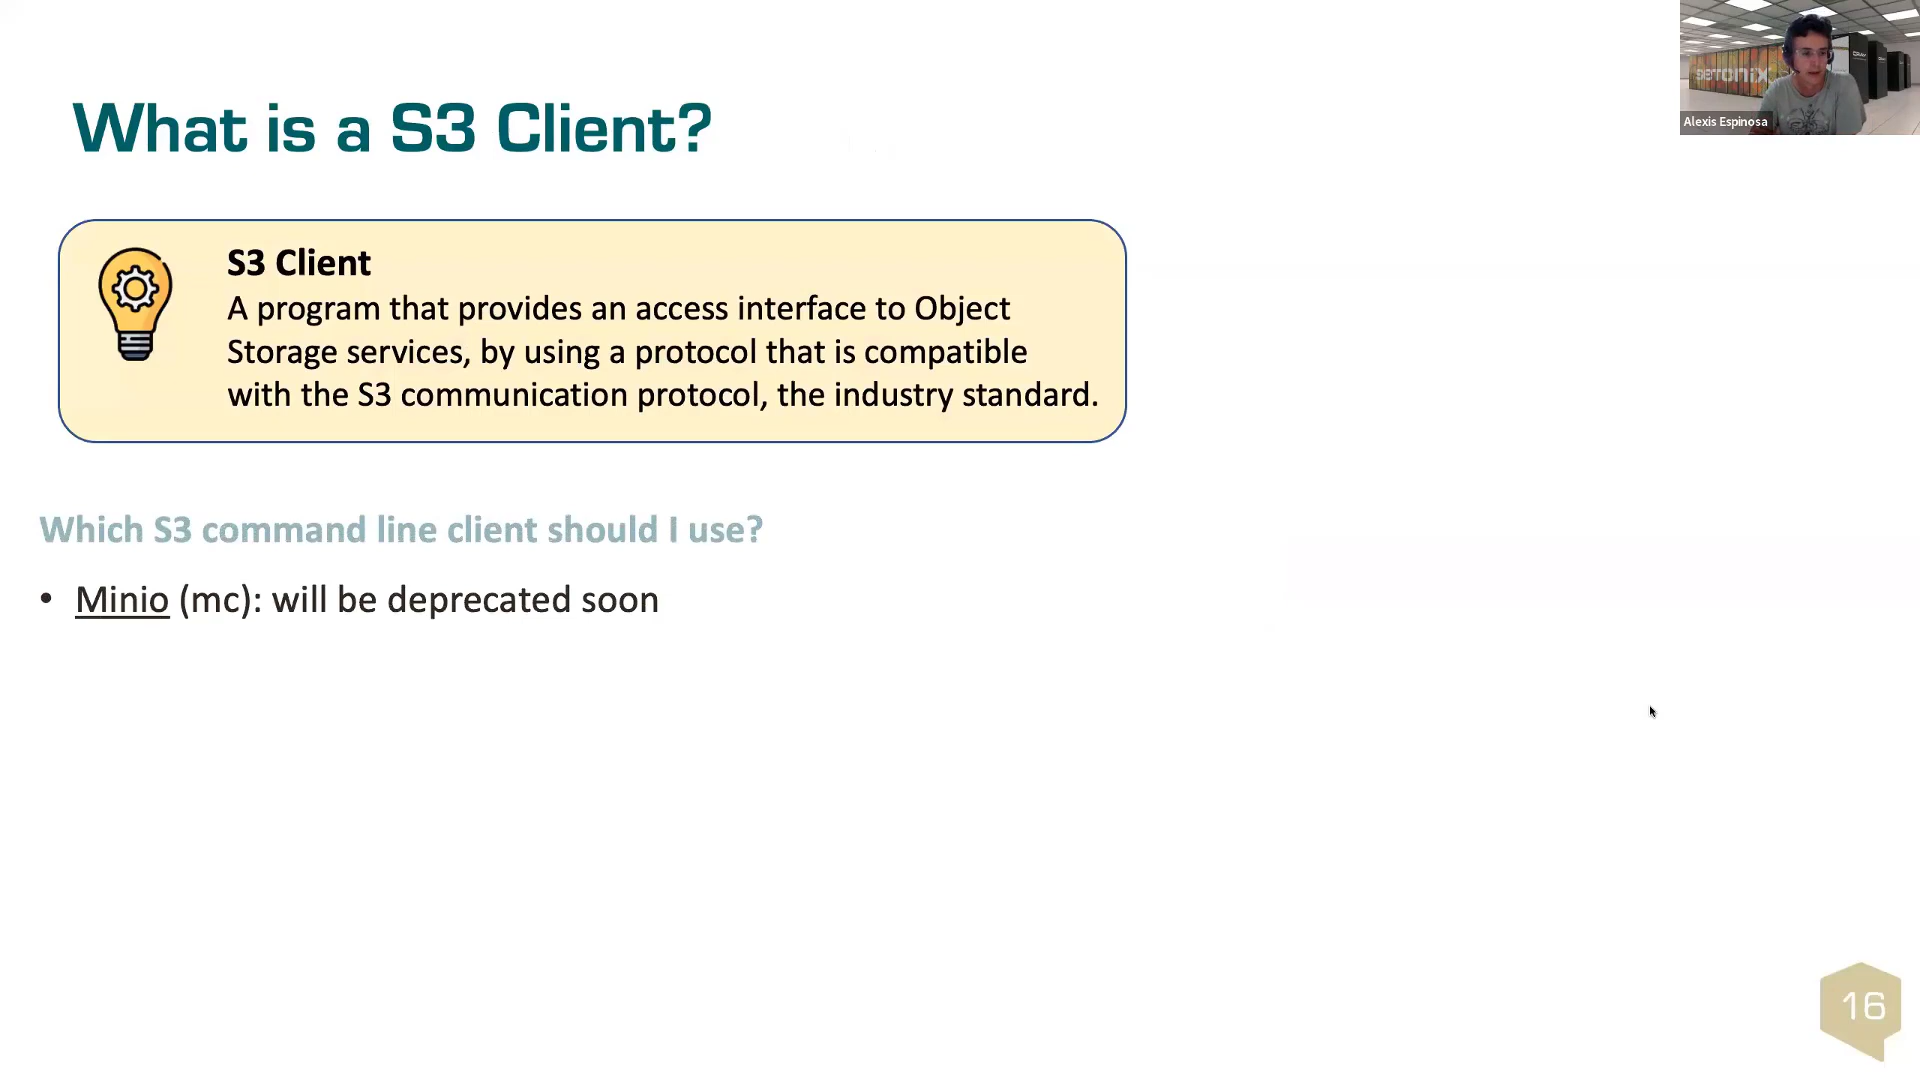 What is a S3 Client?
SETONIX
CRAY
Alexis Espinosa
S3 Client
A program that provides an access interface to Object
Storage services, by using a protocol that is compatible
with the S3 communication protocol, the industry standard.
Which S3 command line client should I use?
• Minio (mc): will be deprecated soon
16